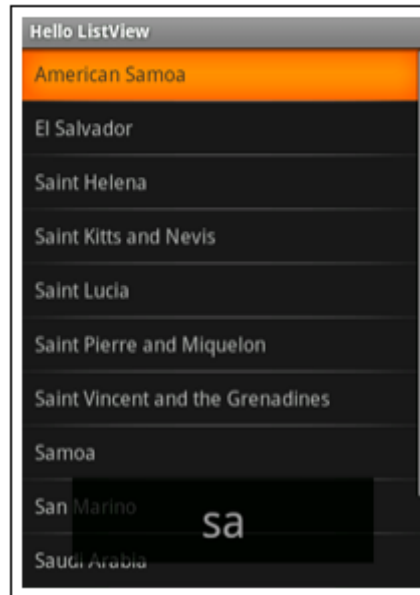 Hello ListView
American Samoa
El Salvador
Saint Helena
Saint Kitts and Nevis
Saint Lucia
Saint Pierre and Miquelon
Saint Vincent and the Grenadines
Samoa
San Marino
sa
Saudi Arabia